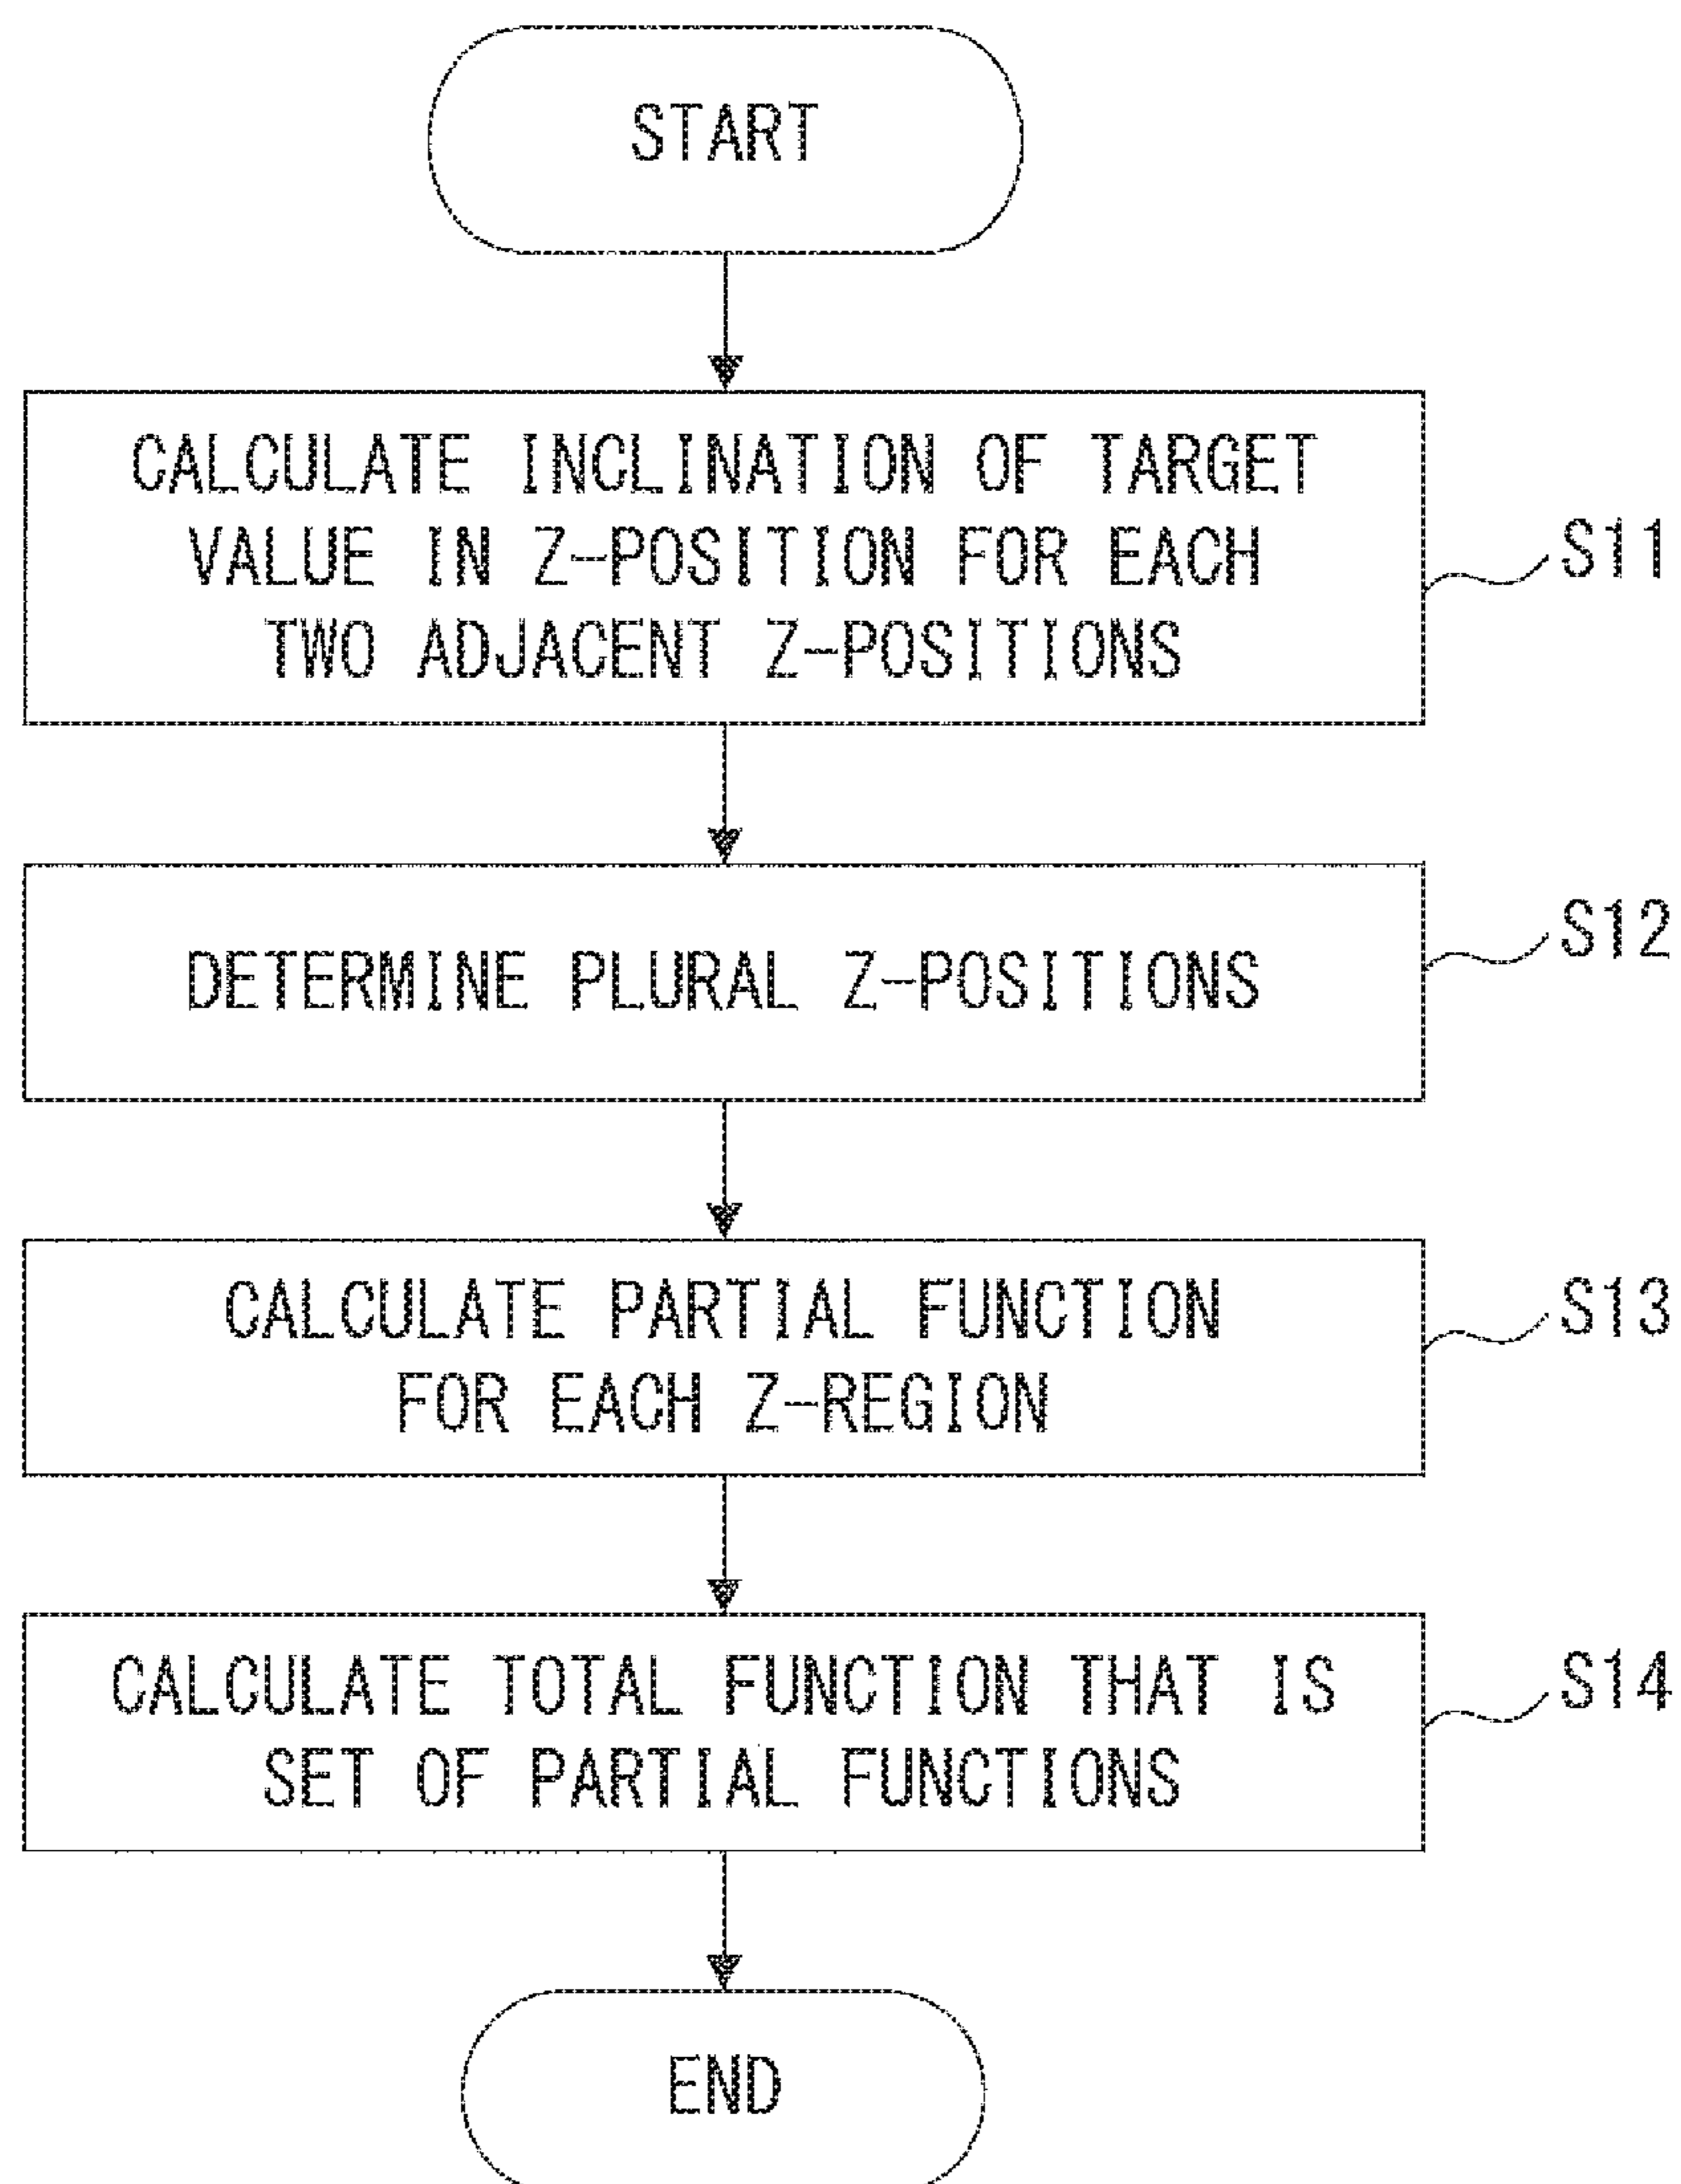 START
CALCULATE INCLINATION OF TARGET
VALUE IN Z-POSITION FOR EACH
TWO ADJACENT Z-POSITIONS
S11
DETERMINE PLURAL Z-POSITIONS
S12
CALCULATE PARTIAL FUNCTION
FOR EACH Z-REGION
S13
CALCULATE TOTAL FUNCTION THAT IS
SET OF PARTIAL FUNCTIONS
S14
END